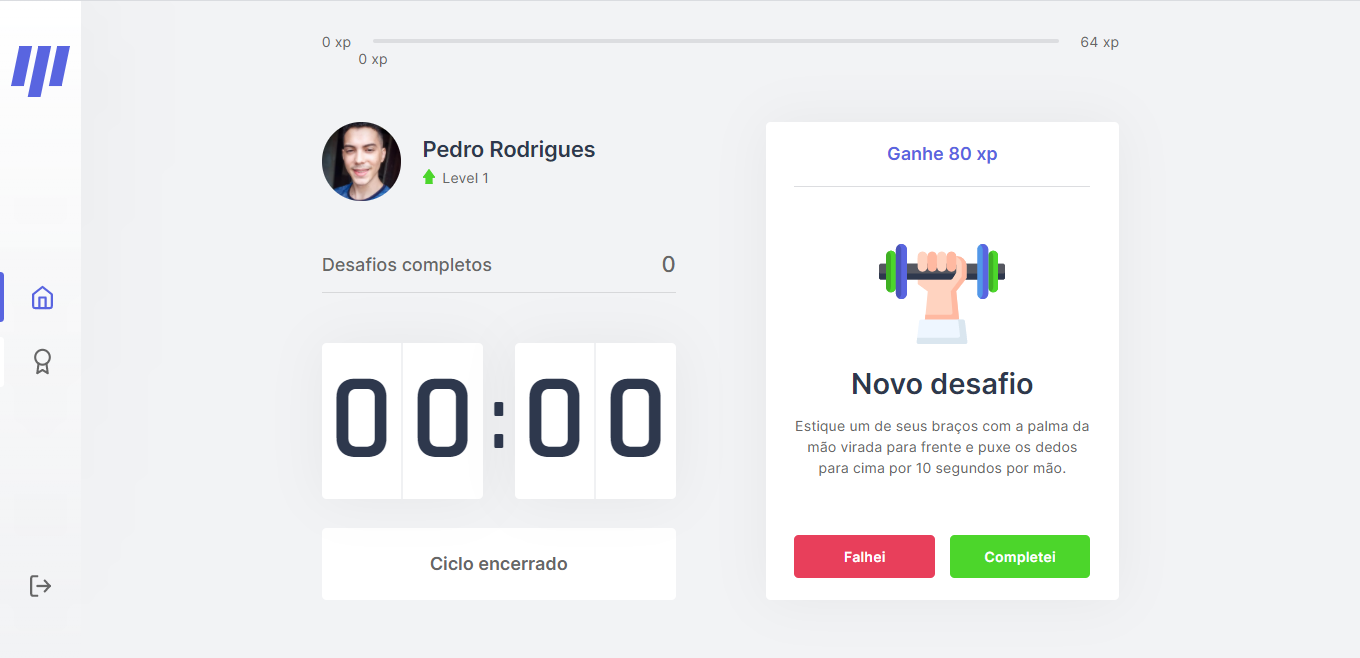 0 xp
64 xp
0 xp
Pedro Rodrigues
Level 1
Desafios completos
0
00:00
Ciclo encerrado
Ganhe 80 xp
Novo desafio
Estique um de seus braços com a palma da
mão virada para frente e puxe os dedos
para cima por 10 segundos por mão.
Falhei
Completei